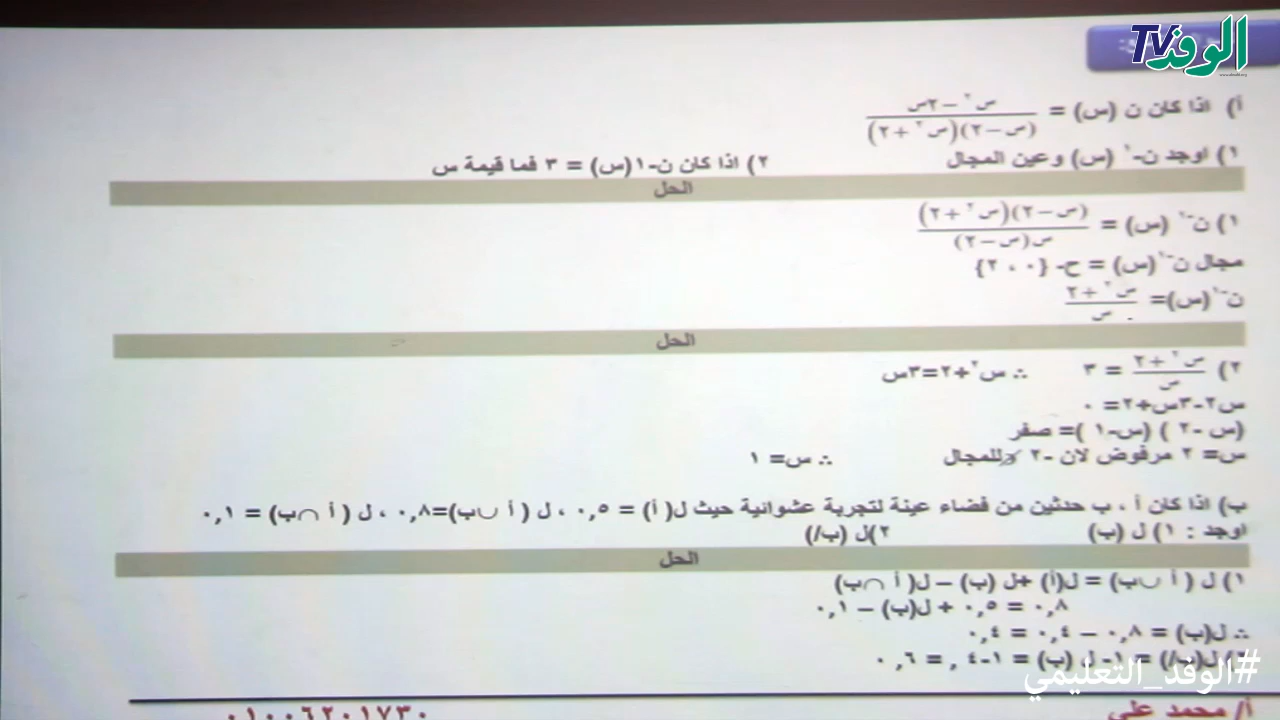 الوفد TV
أ) اذا كان ن (س) = (س٢ − ٢س) / ((س − ٢)(س٢ + ٢))
١) اوجد ن-١ (س) وعين المجال ٢) اذا كان ن-١(س) = ٣ فما قيمة س
الحل
١) ن-١ (س) = ((س − ٢)(س٢ + ٢)) / (س(س − ٢))
مجال ن-١(س) = ح- {٠ ، ٢}
ن-١(س)= (س٢ + ٢) / س
الحل
٢) (س٢ + ٢) / س = ٣ ∴ س٢+٢=٣س
س٢-٣س+٢= ٠
(س -٢ ) (س-١ )= صفر
س= ٢ مرفوض لان -٢ ∉ للمجال ∴ س= ١
ب) اذا كان أ ، ب حدثين من فضاء عينة لتجربة عشوائية حيث ل( أ) = ٠,٥ ، ل ( أ ∪ب)=٠,٨ ، ل ( أ ∩ب) = ٠,١
اوجد : ١) ل (ب) ٢)ل (ب/)
الحل
١) ل ( أ ∪ب) = ل(أ) +ل (ب) – ل( أ ∩ب)
٠,٨ = ٠,٥ + ل(ب) – ٠,١
∴ ل(ب) = ٠,٨ – ٠,٤ = ٠,٤
ل(ب/) = ١- ل (ب) = ١-٤ , = ٦, ٠
#الوفد_التعليمي
أ/ محمد علي ٠١٠٠٦٢٠١٧٣٠